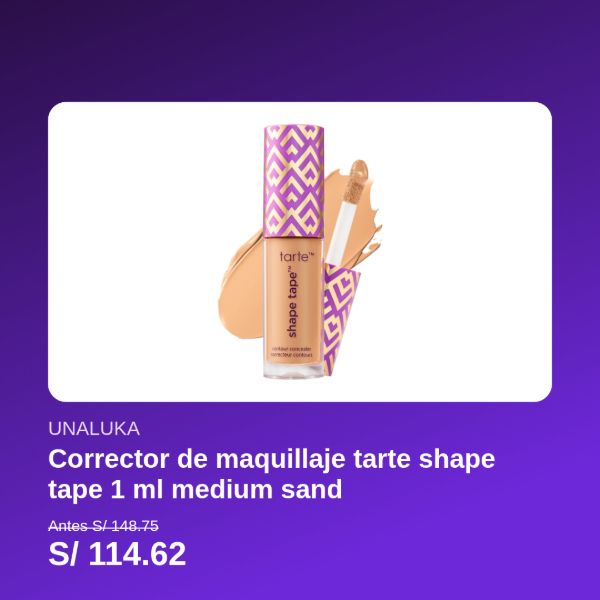 tarte™
shape tape™
contour concealer
correcteur contours
UNALUKA
Corrector de maquillaje tarte shape
tape 1 ml medium sand
Antes S/ 148.75
S/ 114.62